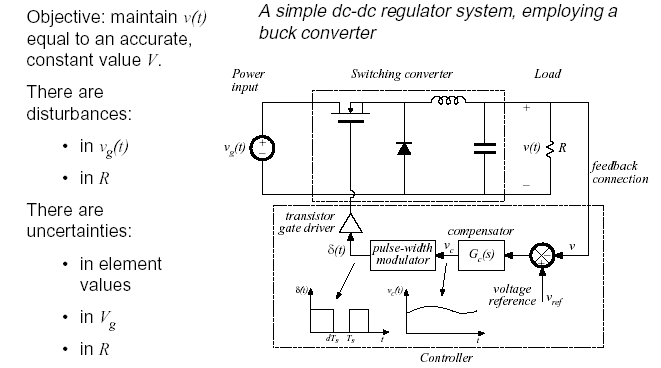 Objective: maintain v(t)
equal to an accurate,
constant value V.
There are
disturbances:
• in vg(t)
• in R
There are
uncertainties:
• in element
values
• in Vg
• in R
A simple dc-dc regulator system, employing a
buck converter
Power
input
Switching converter
Load
vg(t)
+
−
+
v(t)
−
R
feedback
connection
transistor
gate driver
δ(t)
pulse-width
modulator
vc
compensator
Gc(s)
v
voltage
reference
vref
δ(t)
dTs Ts t
vc(t)
t
Controller